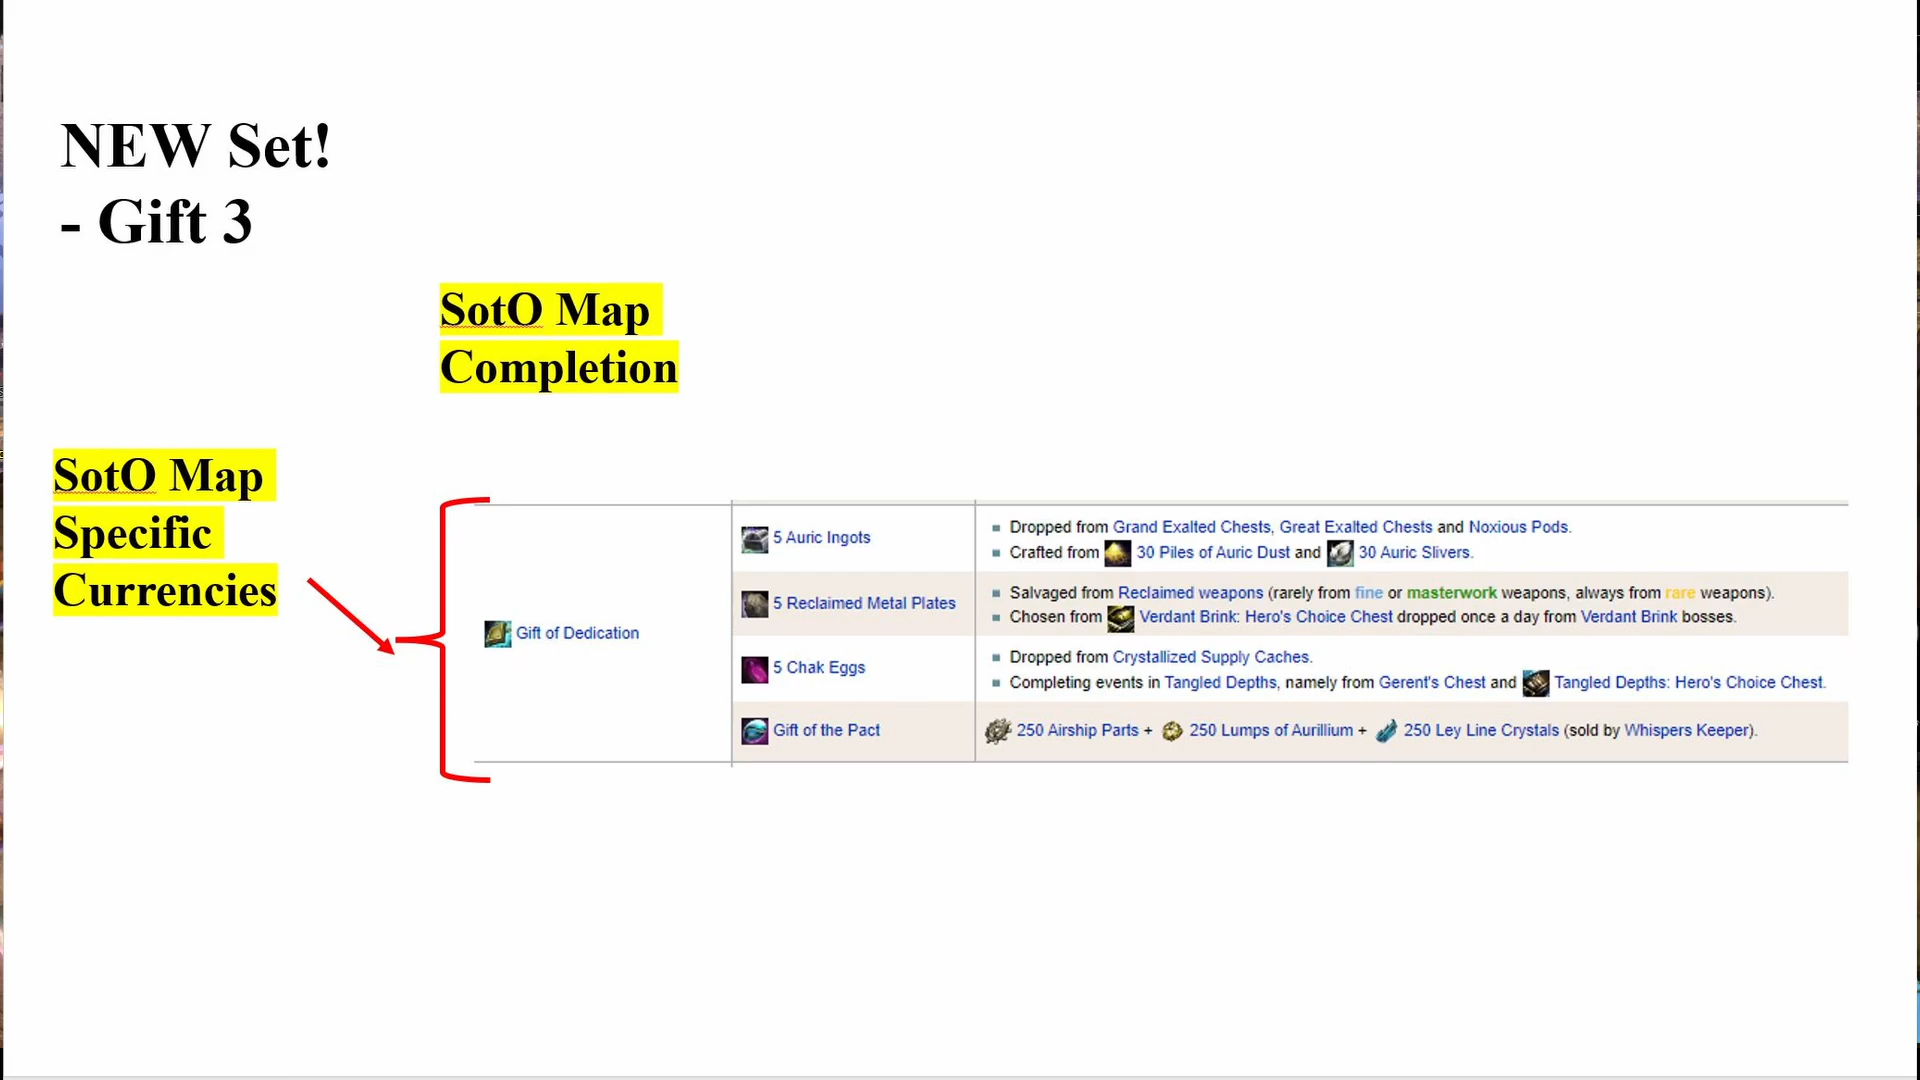 NEW Set!
- Gift 3
SotO Map
Completion
SotO Map
Specific
Currencies
Gift of Dedication
5 Auric Ingots
Dropped from Grand Exalted Chests, Great Exalted Chests and Noxious Pods.
Crafted from 30 Piles of Auric Dust and 30 Auric Slivers.
5 Reclaimed Metal Plates
Salvaged from Reclaimed weapons (rarely from fine or masterwork weapons, always from rare weapons).
Chosen from Verdant Brink: Hero's Choice Chest dropped once a day from Verdant Brink bosses.
5 Chak Eggs
Dropped from Crystallized Supply Caches.
Completing events in Tangled Depths, namely from Gerent's Chest and Tangled Depths: Hero's Choice Chest.
Gift of the Pact
250 Airship Parts + 250 Lumps of Aurillium + 250 Ley Line Crystals (sold by Whispers Keeper).